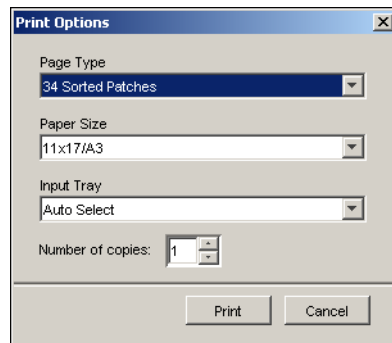 Print Options
Page Type
34 Sorted Patches
Paper Size
11x17/A3
Input Tray
Auto Select
Number of copies: 1
Print Cancel